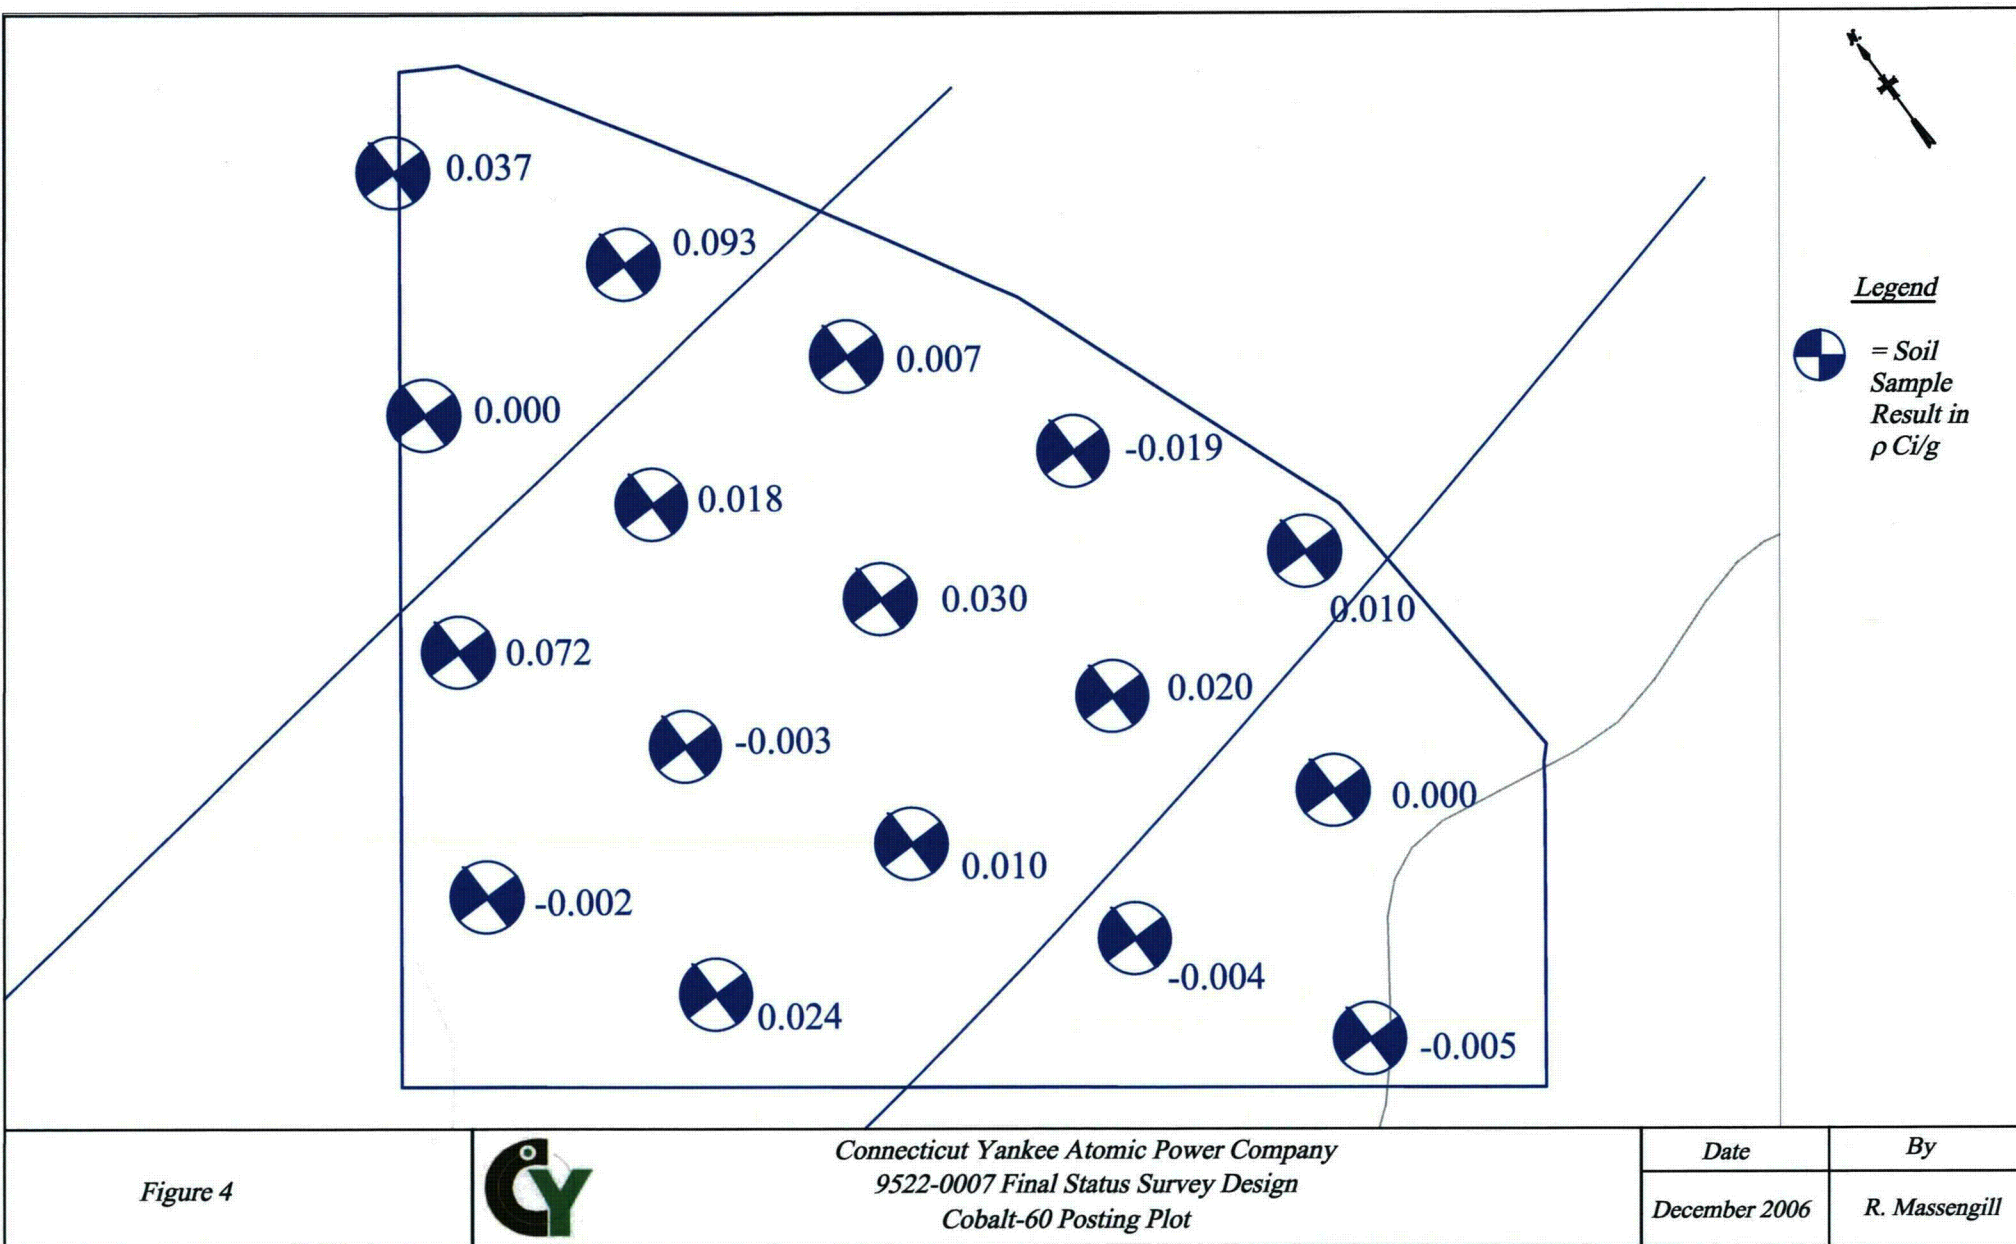 0.037
0.093
0.007
0.000
-0.019
0.018
0.010
0.030
0.072
0.020
-0.003
0.000
0.010
-0.002
-0.004
0.024
-0.005
N
Legend
= Soil
Sample
Result in
ρ Ci/g
Figure 4
CY
Connecticut Yankee Atomic Power Company
9522-0007 Final Status Survey Design
Cobalt-60 Posting Plot
Date
December 2006
By
R. Massengill